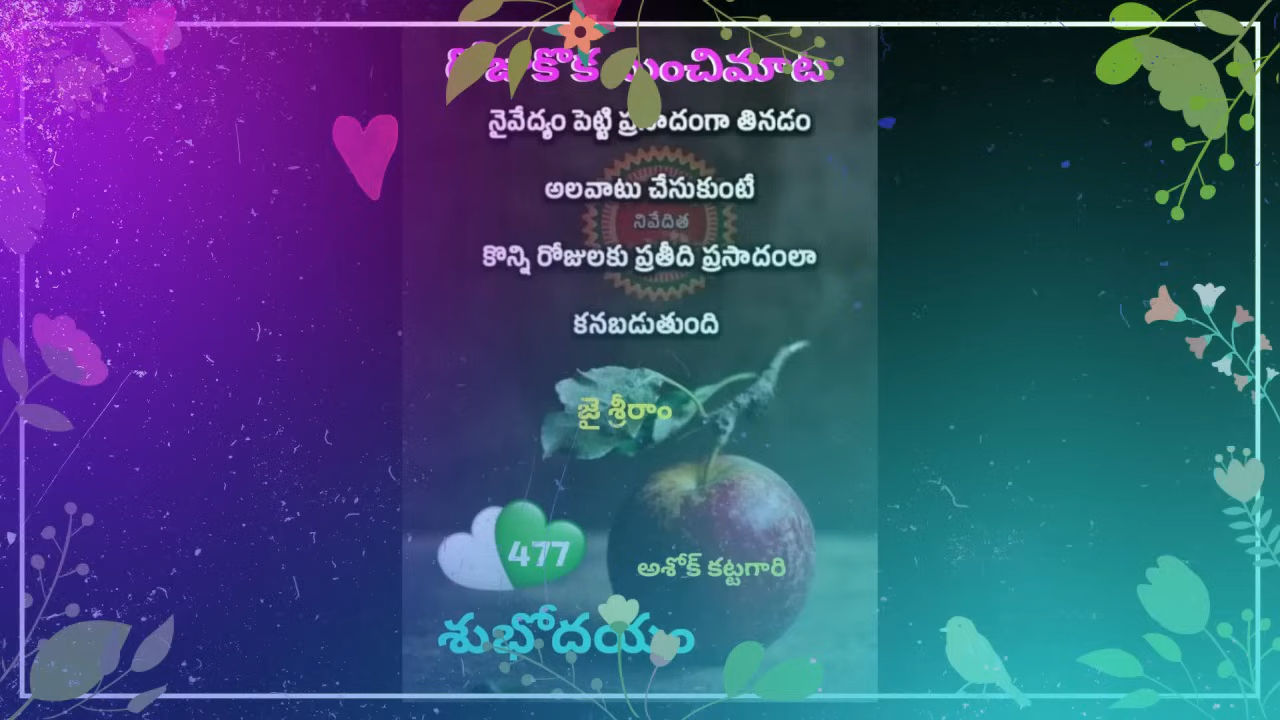 రోజుకొక మంచిమాట
నైవేద్యం పెట్టి ప్రసాదంగా తినడం
అలవాటు చేసుకుంటే
నివేదిత
కొన్ని రోజులకు ప్రతీది ప్రసాదంలా
కనబడుతుంది
జై శ్రీరాం
477
అశోక్ కట్టగారి
శుభోదయం